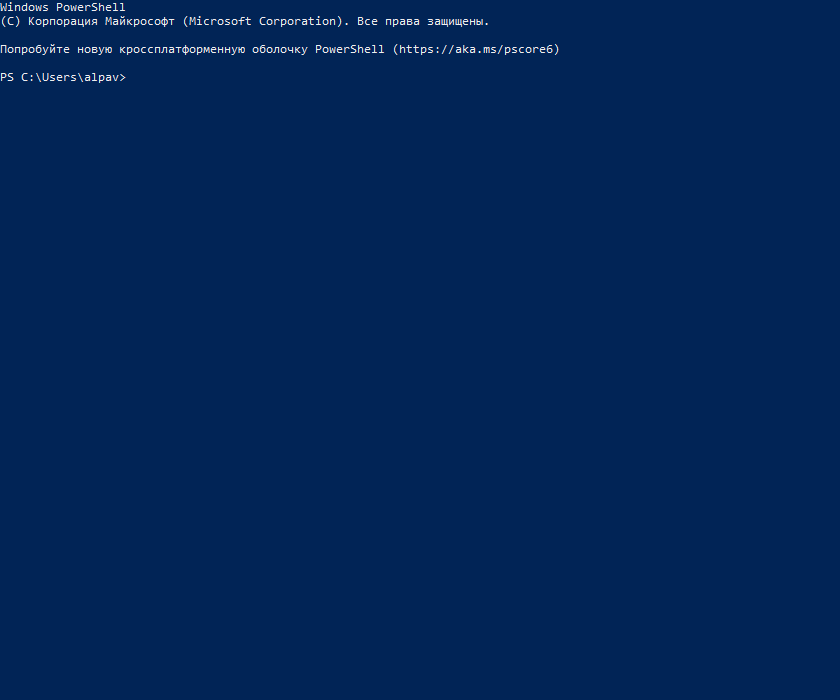 Windows PowerShell
(C) Корпорация Майкрософт (Microsoft Corporation). Все права защищены.
Попробуйте новую кроссплатформенную оболочку PowerShell (https://aka.ms/pscore6)
PS C:\Users\alpav>